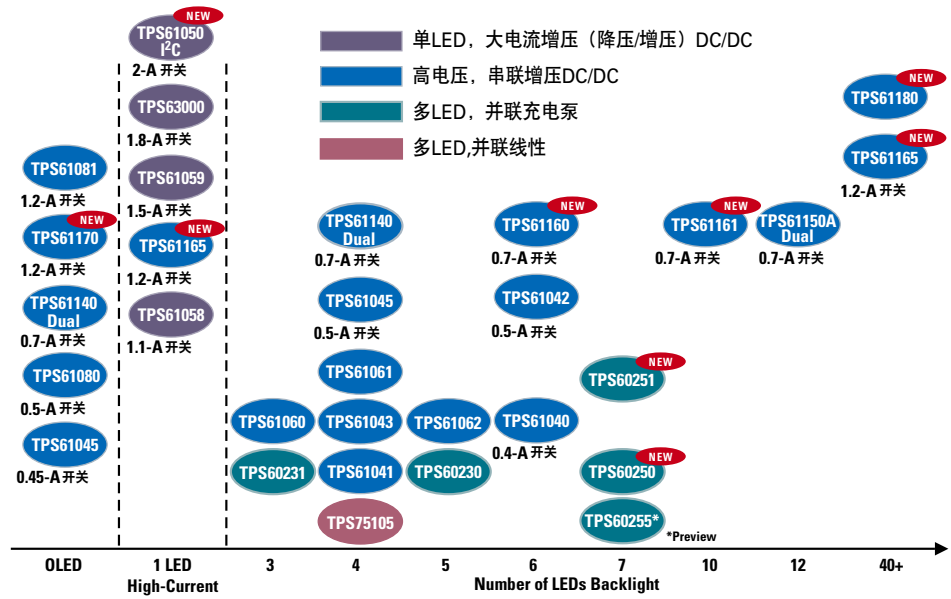 单LED，大电流增压（降压/增压）DC/DC
高电压，串联增压DC/DC
多LED，并联充电泵
多LED,并联线性
TPS61081
1.2-A 开关
NEW
TPS61170
1.2-A 开关
TPS61140
Dual
0.7-A 开关
TPS61080
0.5-A 开关
TPS61045
0.45-A 开关
NEW
TPS61050
I²C
2-A 开关
TPS63000
1.8-A 开关
TPS61059
1.5-A 开关
NEW
TPS61165
1.2-A 开关
TPS61058
1.1-A 开关
TPS61060
TPS60231
TPS61140
Dual
0.7-A 开关
TPS61045
0.5-A 开关
TPS61061
TPS61043
TPS61041
TPS75105
TPS61062
TPS60230
NEW
TPS61160
0.7-A 开关
TPS61042
0.5-A 开关
TPS61040
0.4-A 开关
NEW
TPS60251
NEW
TPS60250
TPS60255*
*Preview
NEW
TPS61161
0.7-A 开关
TPS61150A
Dual
0.7-A 开关
NEW
TPS61180
NEW
TPS61165
1.2-A 开关
OLED
1 LED
High-Current
3
4
5
6
7
10
12
40+
Number of LEDs Backlight